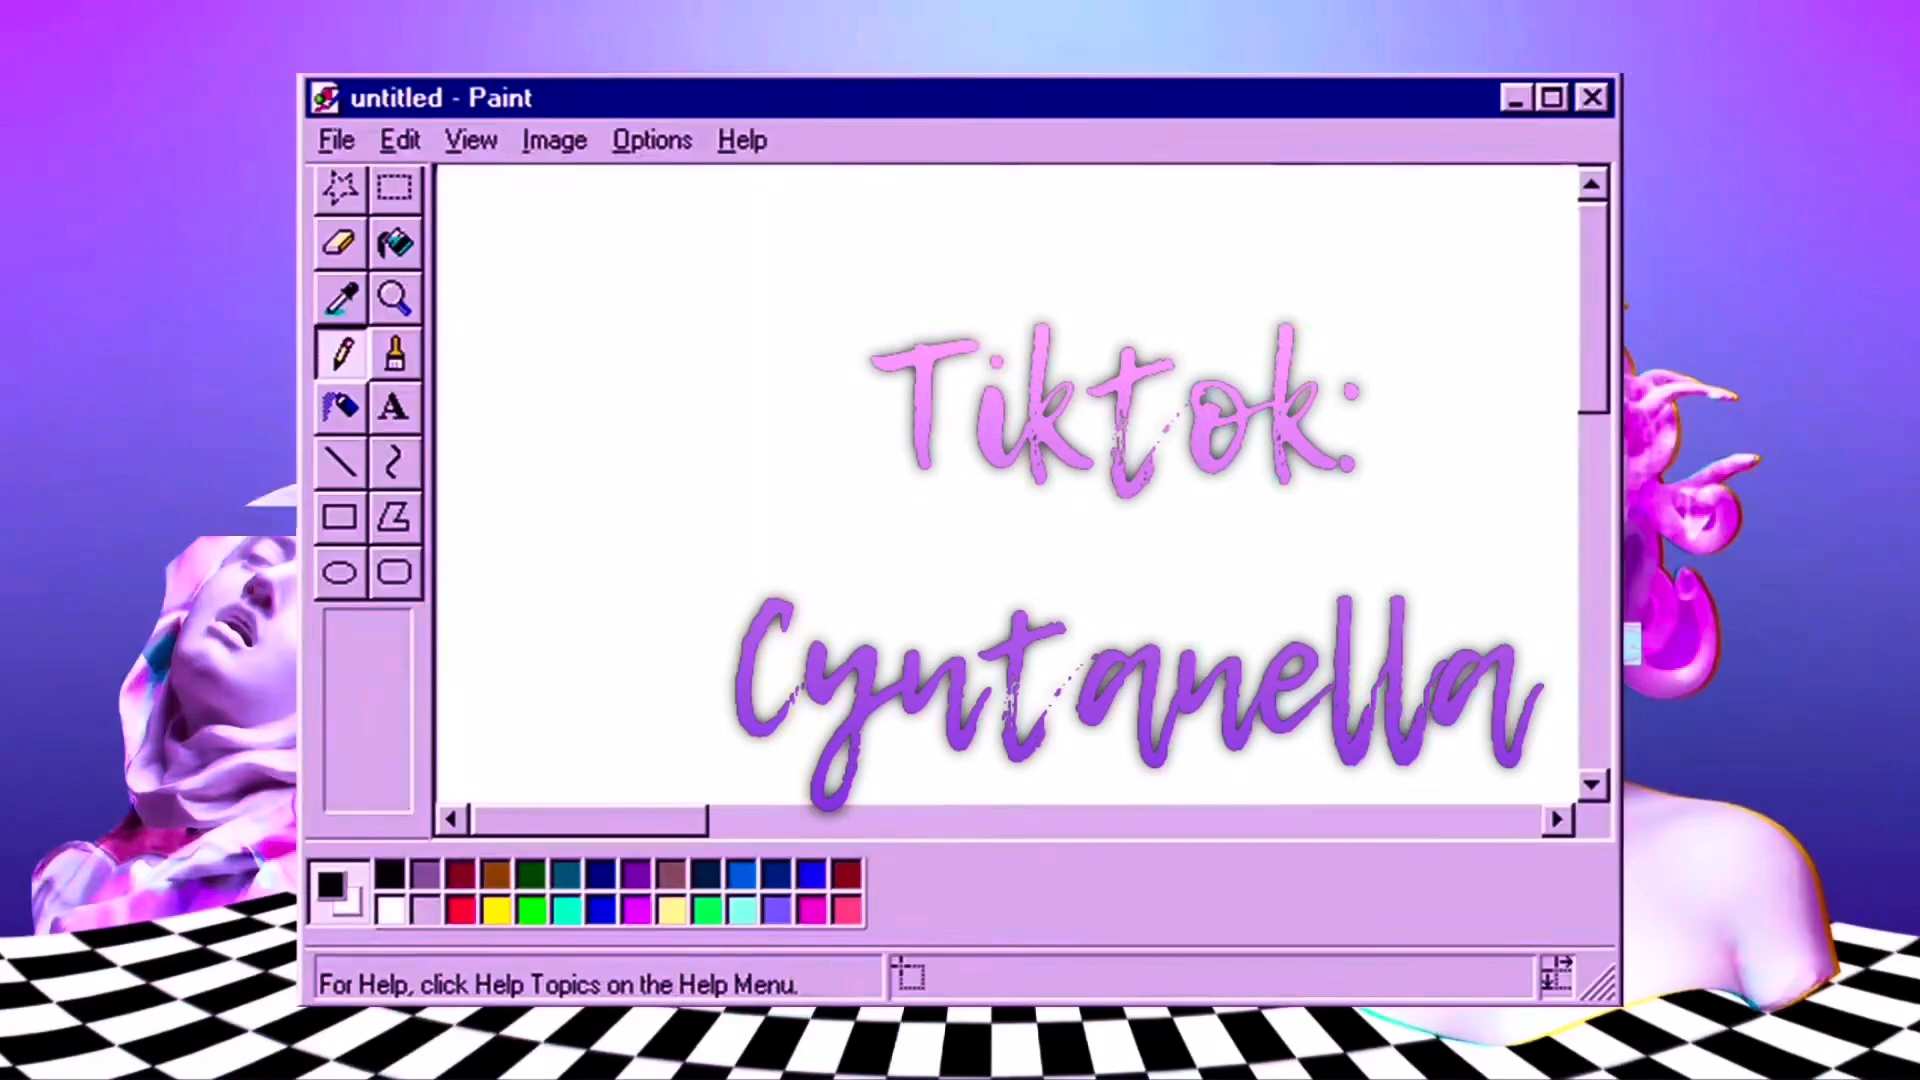 untitled - Paint
File Edit View Image Options Help
A
Tiktok:
Cyntanella
For Help, click Help Topics on the Help Menu.